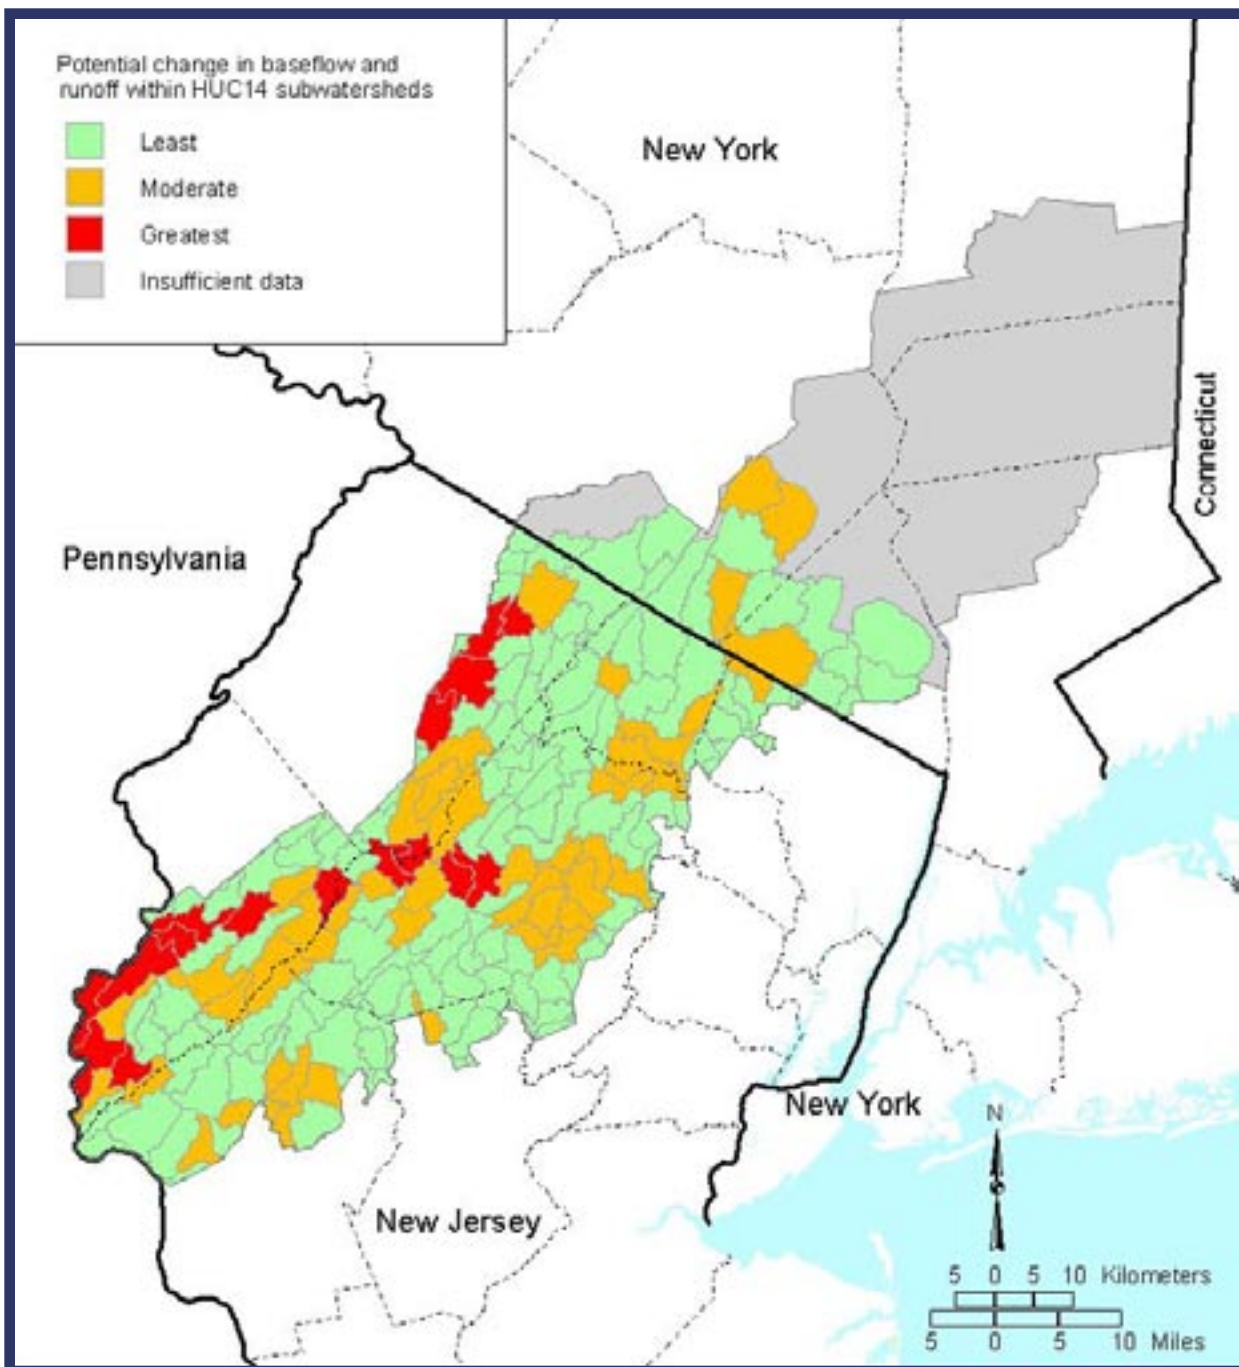 Potential change in baseflow and
runoff within HUC14 subwatersheds
Least
Moderate
Greatest
Insufficient data
New York
Connecticut
Pennsylvania
New York
New Jersey
N
5 0 5 10 Kilometers
5 0 5 10 Miles